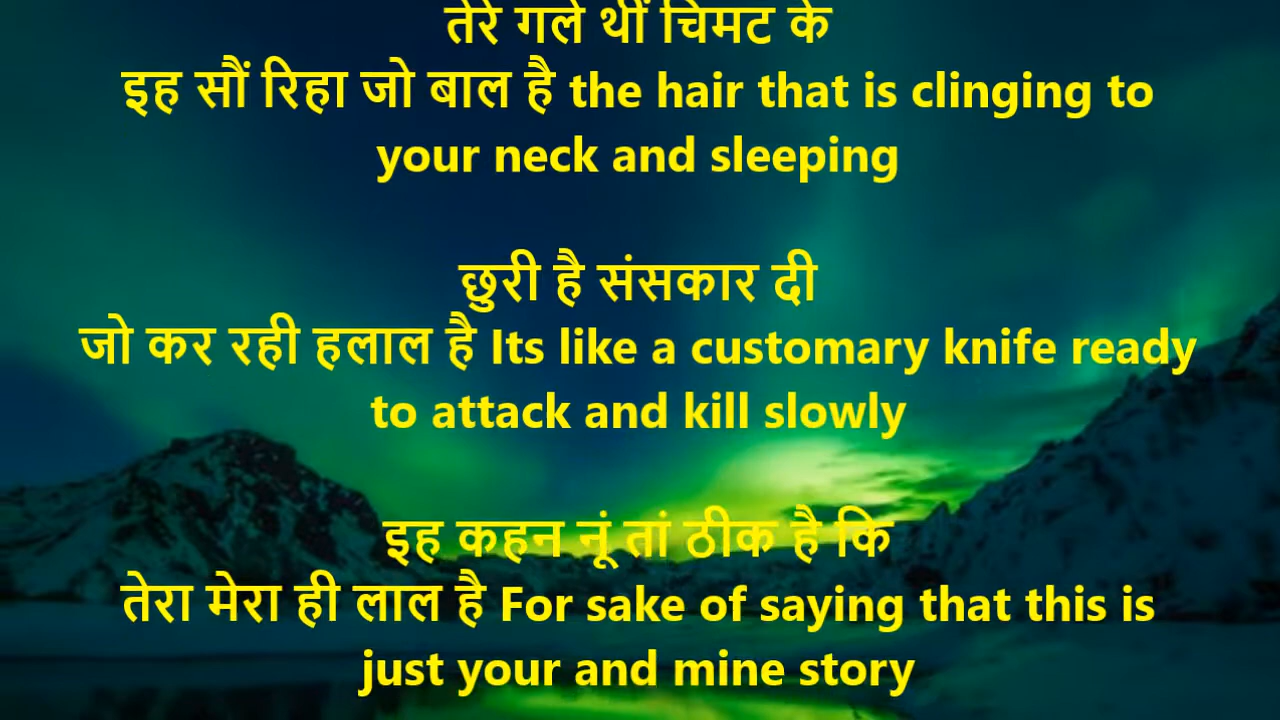 तेरे गले थीं चिमट के
इह सौं रिहा जो बाल है the hair that is clinging to
your neck and sleeping
छुरी है संसकार दी
जो कर रही हलाल है Its like a customary knife ready
to attack and kill slowly
इह कहन नूं तां ठीक है कि
तेरा मेरा ही लाल है For sake of saying that this is
just your and mine story